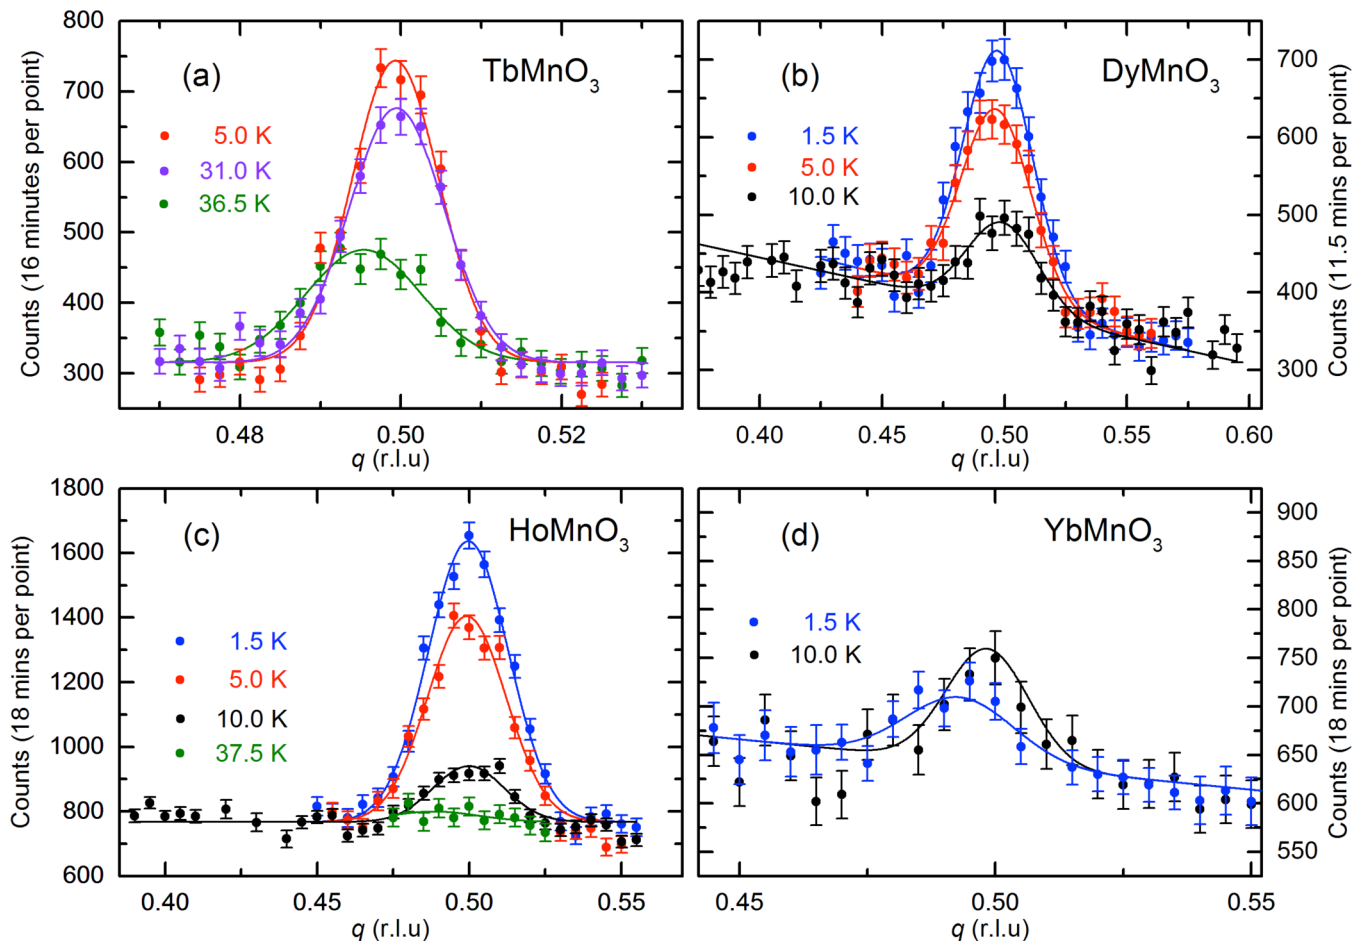 (a)
TbMnO3
5.0 K
31.0 K
36.5 K
Counts (16 minutes per point)
800
700
600
500
400
300
0.48
0.50
0.52
q (r.l.u)
(b)
DyMnO3
1.5 K
5.0 K
10.0 K
Counts (11.5 mins per point)
700
600
500
400
300
0.40
0.45
0.50
0.55
0.60
q (r.l.u)
(c)
HoMnO3
1.5 K
5.0 K
10.0 K
37.5 K
Counts (18 mins per point)
1800
1600
1400
1200
1000
800
600
0.40
0.45
0.50
0.55
q (r.l.u)
(d)
YbMnO3
1.5 K
10.0 K
Counts (18 mins per point)
900
850
800
750
700
650
600
550
0.45
0.50
0.55
q (r.l.u)